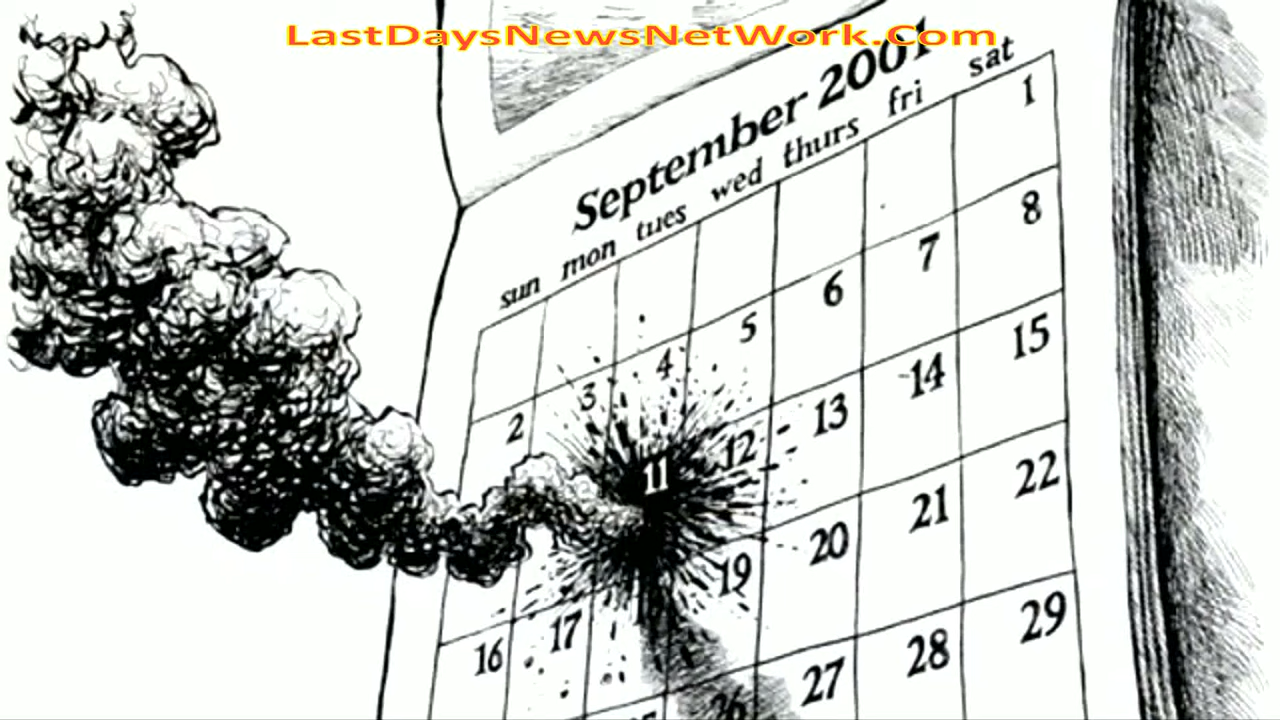 LastDaysNewsNetWork.Com
September 2001
sun mon tues wed thurs fri sat
1
2 3 4 5 6 7 8
11 12 13 14 15
16 17 19 20 21 22
26 27 28 29